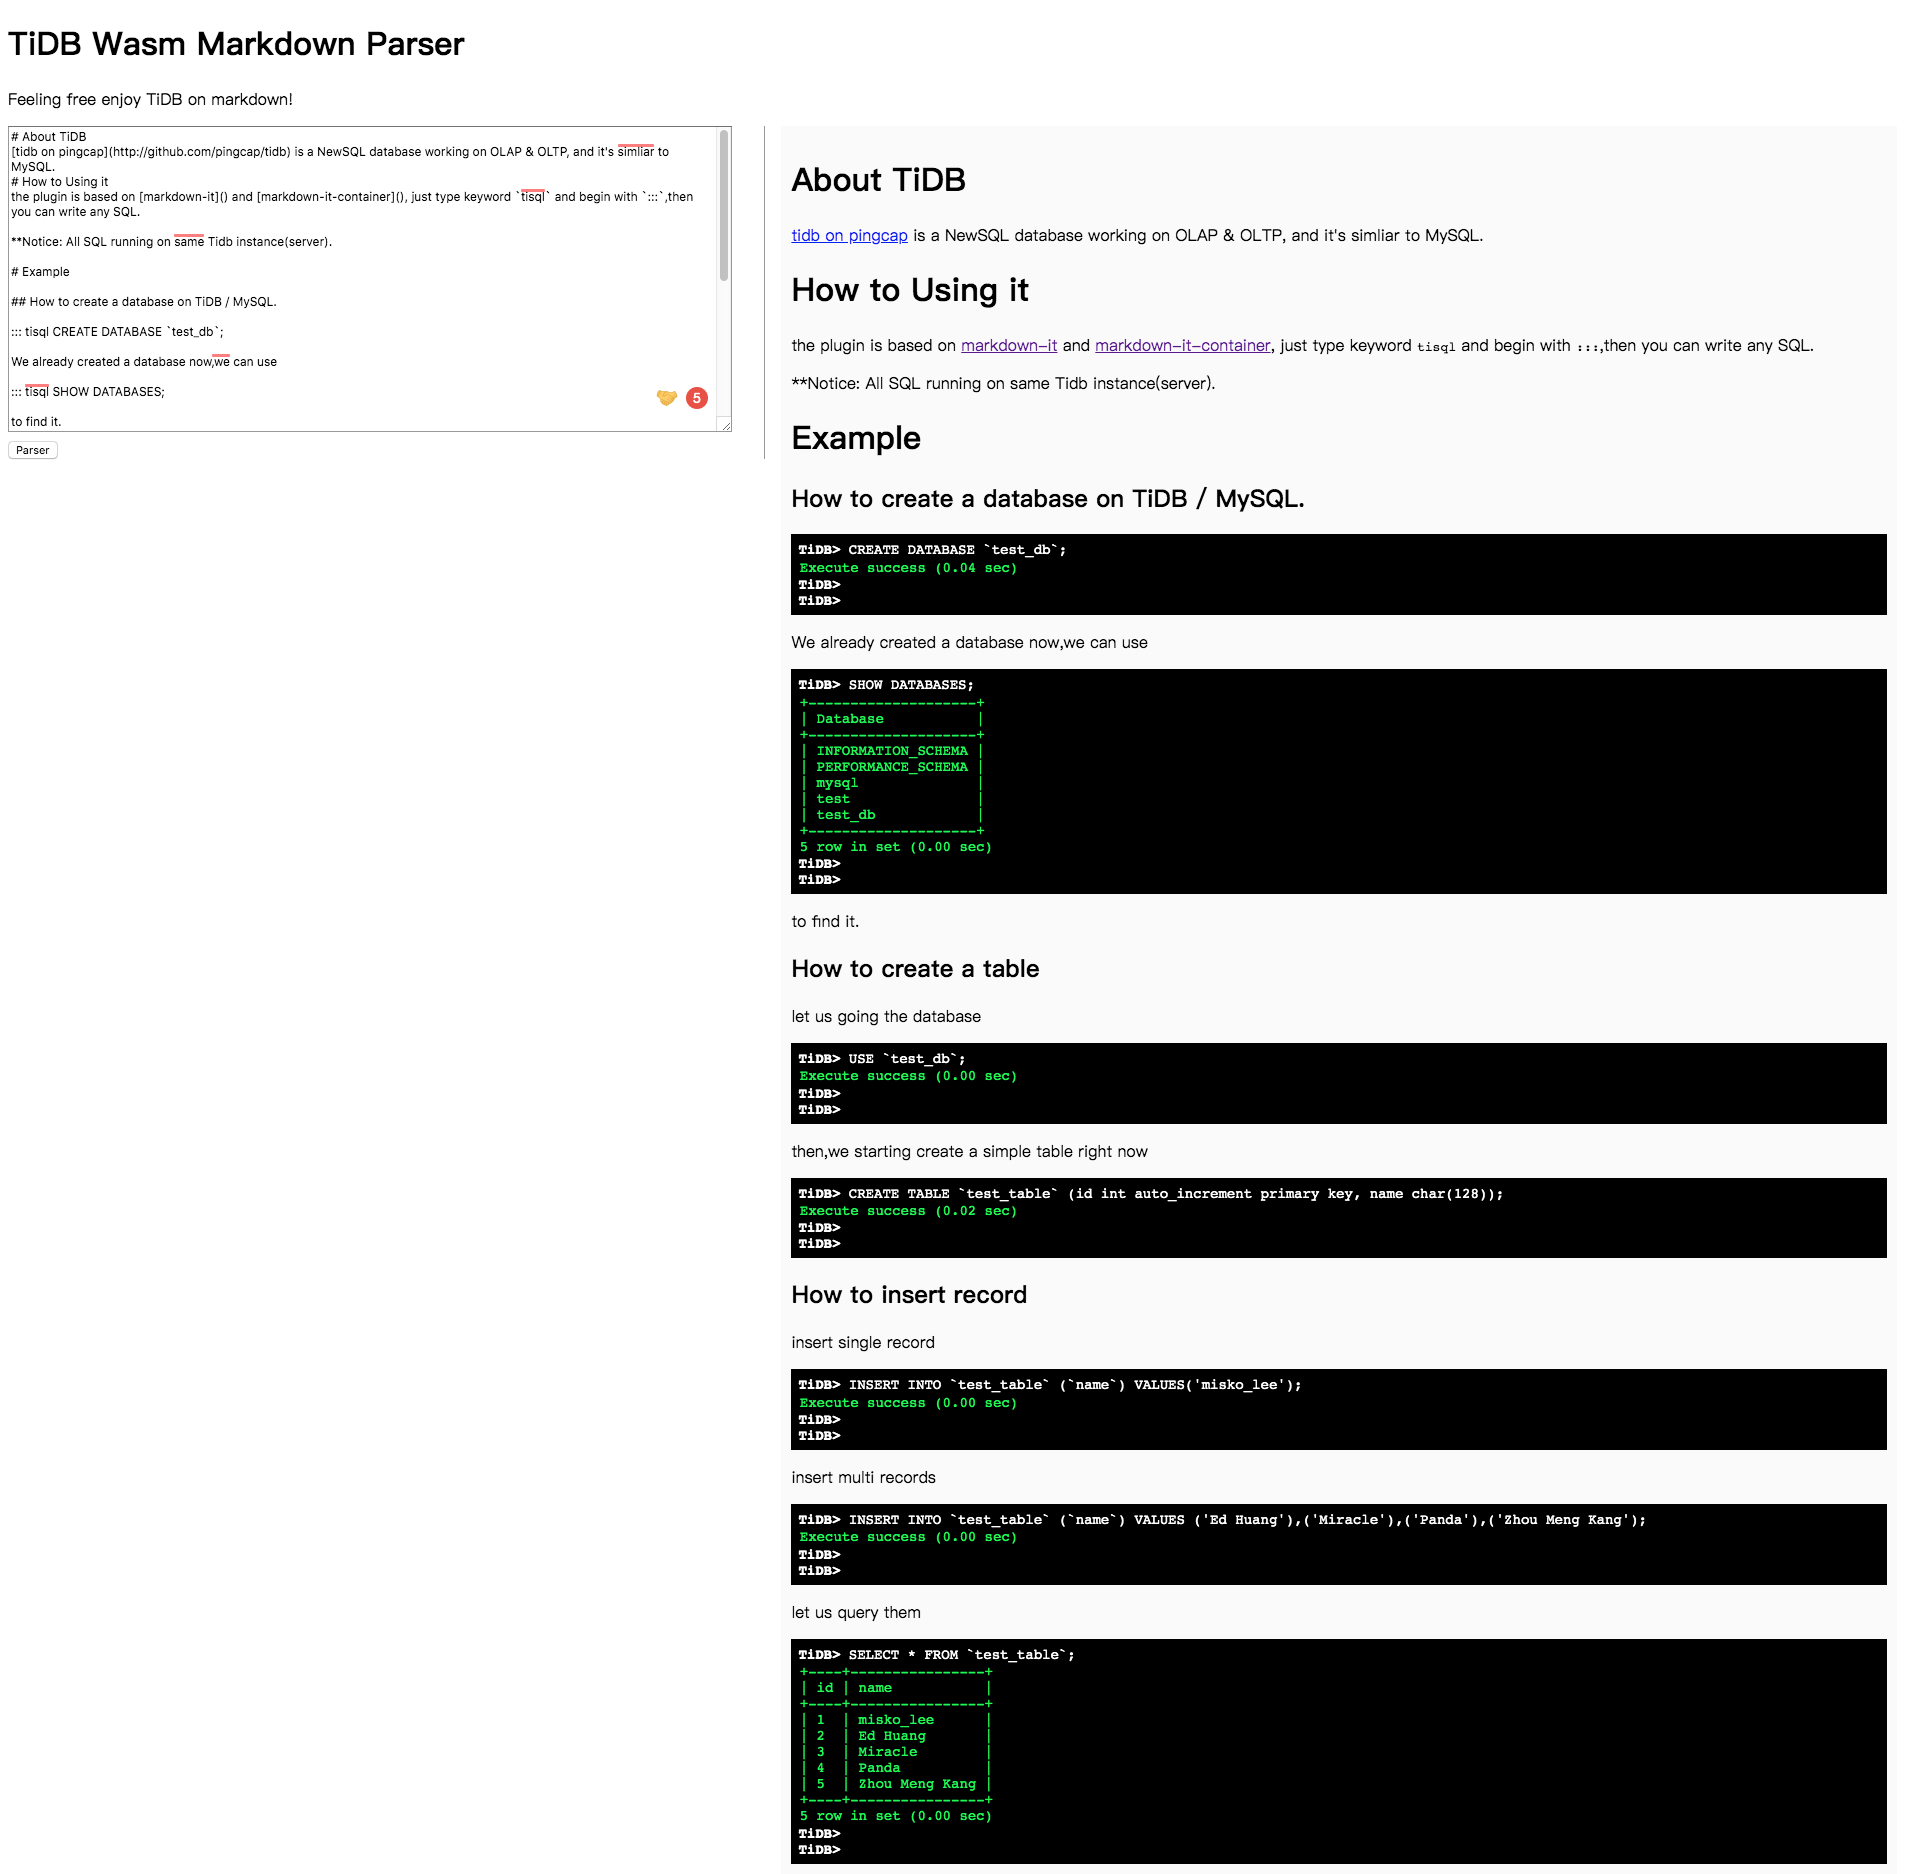 TiDB Wasm Markdown Parser
Feeling free enjoy TiDB on markdown!
# About TiDB
[tidb on pingcap](http://github.com/pingcap/tidb) is a NewSQL database working on OLAP & OLTP, and it's simliar to
MySQL.
# How to Using it
the plugin is based on [markdown-it]() and [markdown-it-container](), just type keyword `tisql` and begin with `:::`,then
you can write any SQL.
**Notice: All SQL running on same Tidb instance(server).
# Example
## How to create a database on TiDB / MySQL.
::: tisql CREATE DATABASE `test_db`;
We already created a database now,we can use
::: tisql SHOW DATABASES;
5
to find it.
Parser
About TiDB
tidb on pingcap is a NewSQL database working on OLAP & OLTP, and it's simliar to MySQL.
How to Using it
the plugin is based on markdown-it and markdown-it-container, just type keyword tisql and begin with :::,then you can write any SQL.
**Notice: All SQL running on same Tidb instance(server).
Example
How to create a database on TiDB / MySQL.
TiDB> CREATE DATABASE `test_db`;
Execute success (0.04 sec)
TiDB>
TiDB>
We already created a database now,we can use
TiDB> SHOW DATABASES;
+--------------------+
| Database           |
+--------------------+
| INFORMATION_SCHEMA |
| PERFORMANCE_SCHEMA |
| mysql              |
| test               |
| test_db            |
+--------------------+
5 row in set (0.00 sec)
TiDB>
TiDB>
to find it.
How to create a table
let us going the database
TiDB> USE `test_db`;
Execute success (0.00 sec)
TiDB>
TiDB>
then,we starting create a simple table right now
TiDB> CREATE TABLE `test_table` (id int auto_increment primary key, name char(128));
Execute success (0.02 sec)
TiDB>
TiDB>
How to insert record
insert single record
TiDB> INSERT INTO `test_table` (`name`) VALUES('misko_lee');
Execute success (0.00 sec)
TiDB>
TiDB>
insert multi records
TiDB> INSERT INTO `test_table` (`name`) VALUES ('Ed Huang'),('Miracle'),('Panda'),('Zhou Meng Kang');
Execute success (0.00 sec)
TiDB>
TiDB>
let us query them
TiDB> SELECT * FROM `test_table`;
+----+----------------+
| id | name           |
+----+----------------+
| 1  | misko_lee      |
| 2  | Ed Huang       |
| 3  | Miracle        |
| 4  | Panda          |
| 5  | Zhou Meng Kang |
+----+----------------+
5 row in set (0.00 sec)
TiDB>
TiDB>